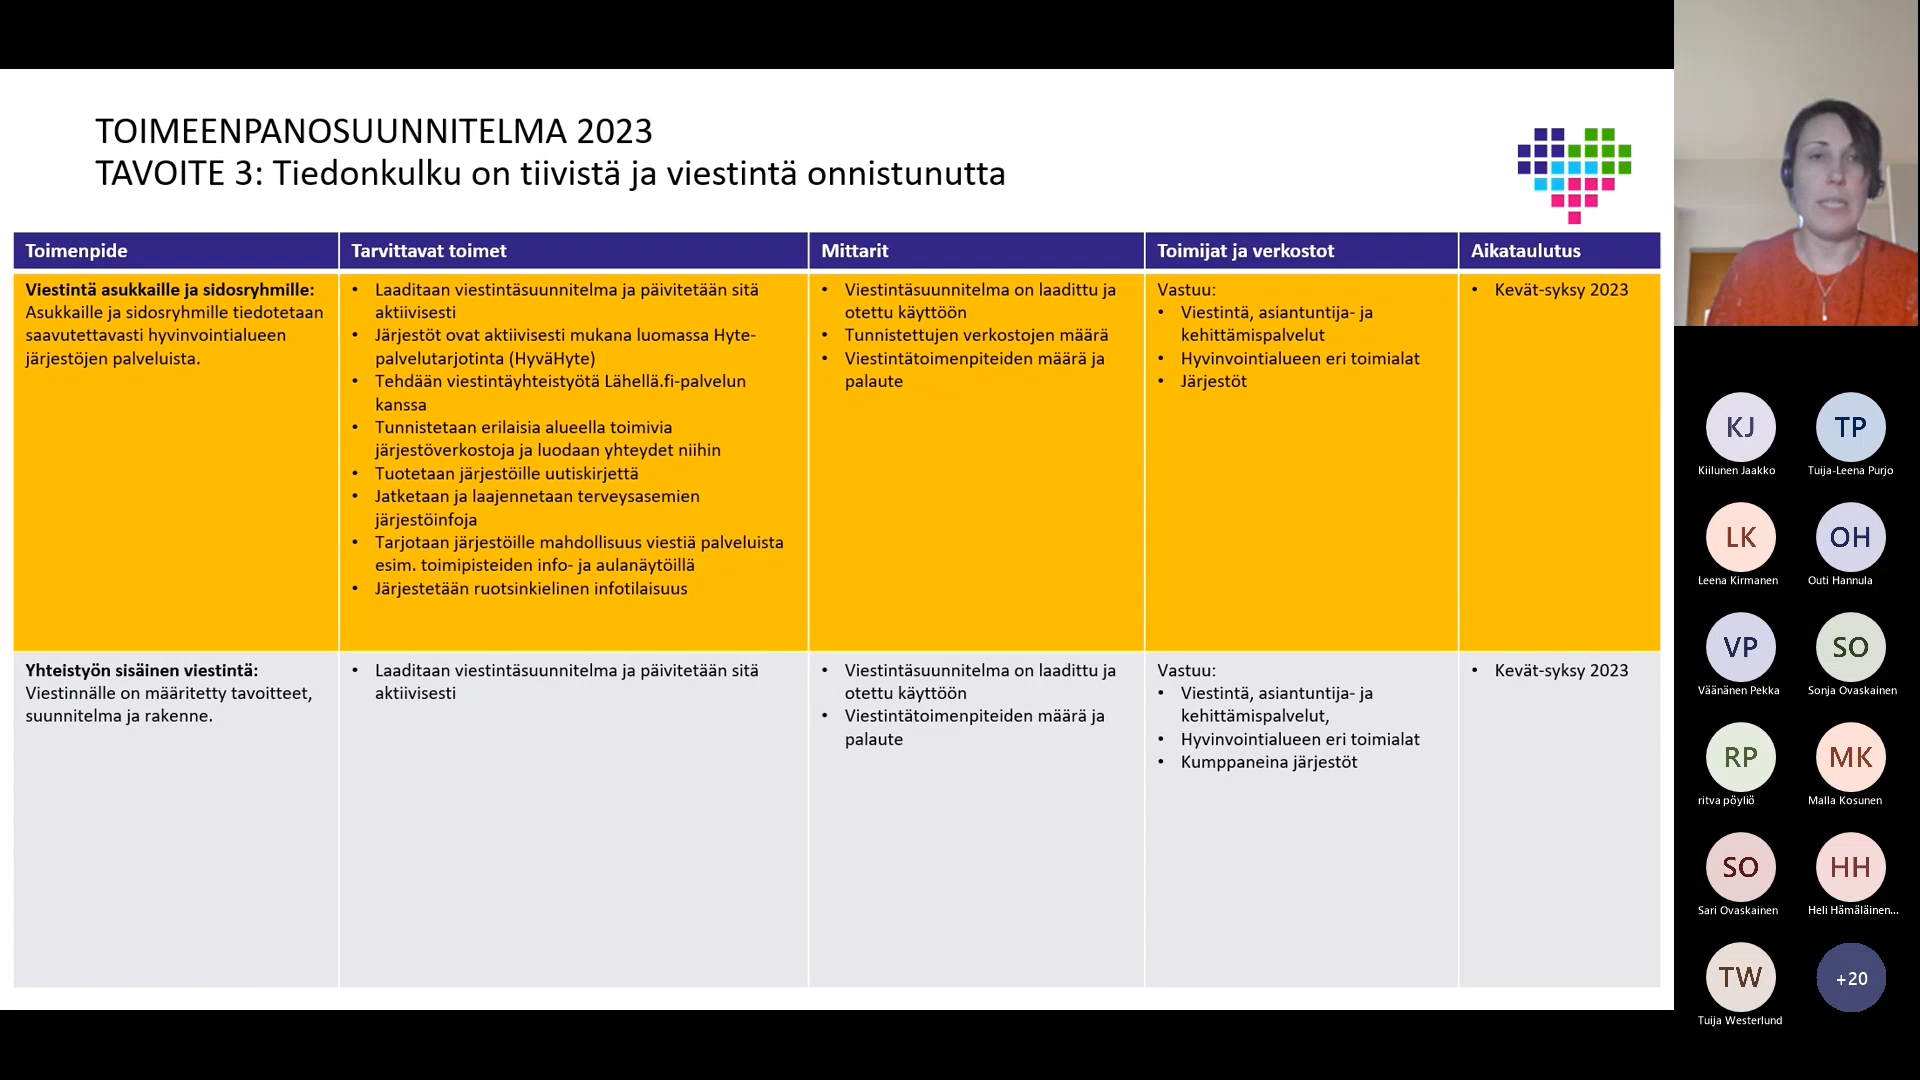 TOIMEENPANOSUUNNITELMA 2023
TAVOITE 3: Tiedonkulku on tiivistä ja viestintä onnistunutta
Toimenpide
Tarvittavat toimet
Mittarit
Toimijat ja verkostot
Aikataulutus
Viestintä asukkaille ja sidosryhmille:
Asukkaille ja sidosryhmille tiedotetaan
saavutettavasti hyvinvointialueen
järjestöjen palveluista.
• Laaditaan viestintäsuunnitelma ja päivitetään sitä
aktiivisesti
• Järjestöt ovat aktiivisesti mukana luomassa Hyte-
palvelutarjotinta (HyväHyte)
• Tehdään viestintäyhteistyötä Lähellä.fi-palvelun
kanssa
• Tunnistetaan erilaisia alueella toimivia
järjestöverkostoja ja luodaan yhteydet niihin
• Tuotetaan järjestöille uutiskirjettä
• Jatketaan ja laajennetaan terveysasemien
järjestöinfoja
• Tarjotaan järjestöille mahdollisuus viestiä palveluista
esim. toimipisteiden info- ja aulanäytöillä
• Järjestetään ruotsinkielinen infotilaisuus
• Viestintäsuunnitelma on laadittu ja
otettu käyttöön
• Tunnistettujen verkostojen määrä
• Viestintätoimenpiteiden määrä ja
palaute
Vastuu:
• Viestintä, asiantuntija- ja
kehittämispalvelut
• Hyvinvointialueen eri toimialat
• Järjestöt
• Kevät-syksy 2023
Yhteistyön sisäinen viestintä:
Viestinnälle on määritetty tavoitteet,
suunnitelma ja rakenne.
• Laaditaan viestintäsuunnitelma ja päivitetään sitä
aktiivisesti
• Viestintäsuunnitelma on laadittu ja
otettu käyttöön
• Viestintätoimenpiteiden määrä ja
palaute
Vastuu:
• Viestintä, asiantuntija- ja
kehittämispalvelut,
• Hyvinvointialueen eri toimialat
• Kumppaneina järjestöt
• Kevät-syksy 2023
KJ
Kiilunen Jaakko
TP
Tuija-Leena Purjo
LK
Leena Kirmanen
OH
Outi Hannula
VP
Väänänen Pekka
SO
Sonja Ovaskainen
RP
ritva pöyliö
MK
Malla Kosunen
SO
Sari Ovaskainen
HH
Heli Hämäläinen...
TW
Tuija Westerlund
+20